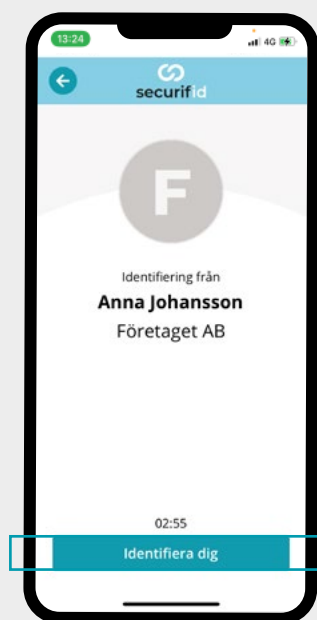 13:24
4G
securifid
F
Identifiering från
Anna Johansson
Företaget AB
02:55
Identifiera dig